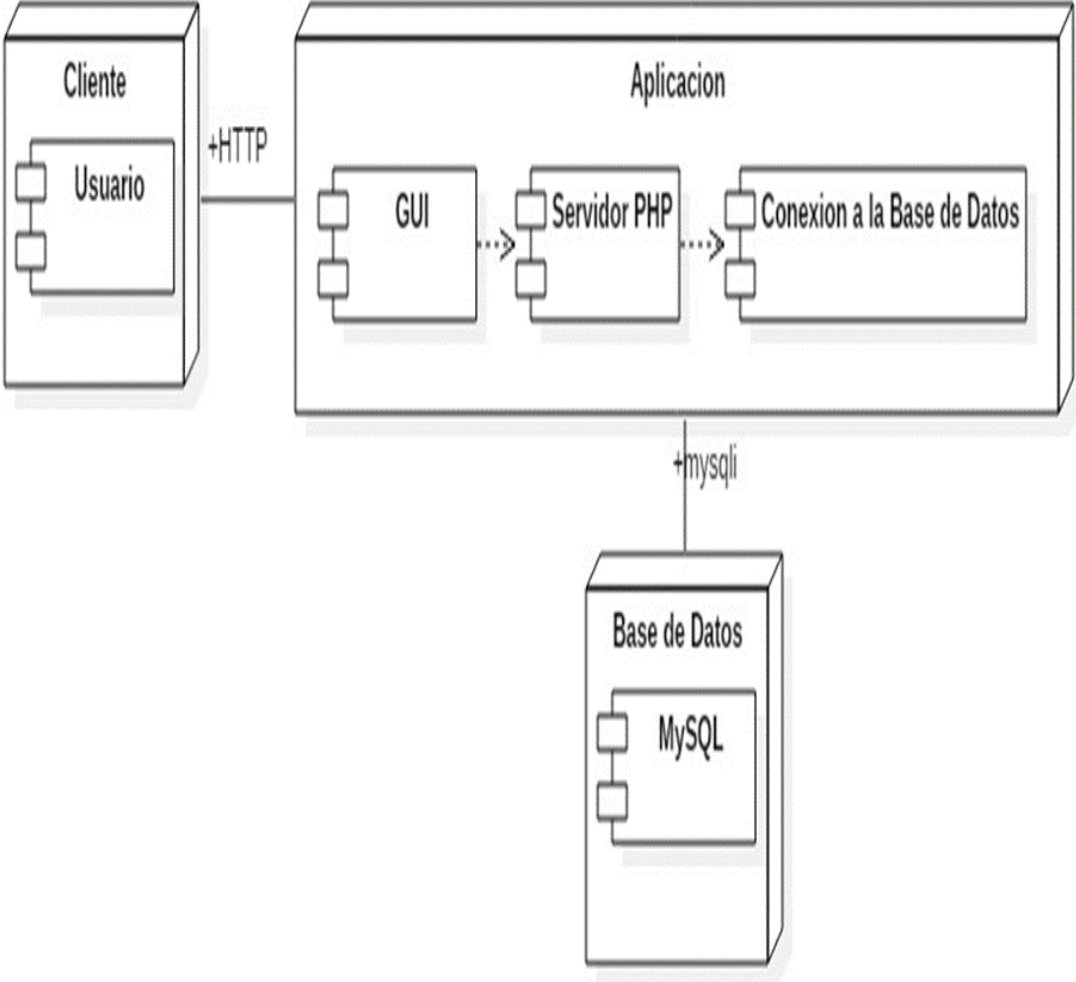 Cliente
Usuario
+HTTP
Aplicacion
GUI
Servidor PHP
Conexion a la Base de Datos
+mysqli
Base de Datos
MySQL